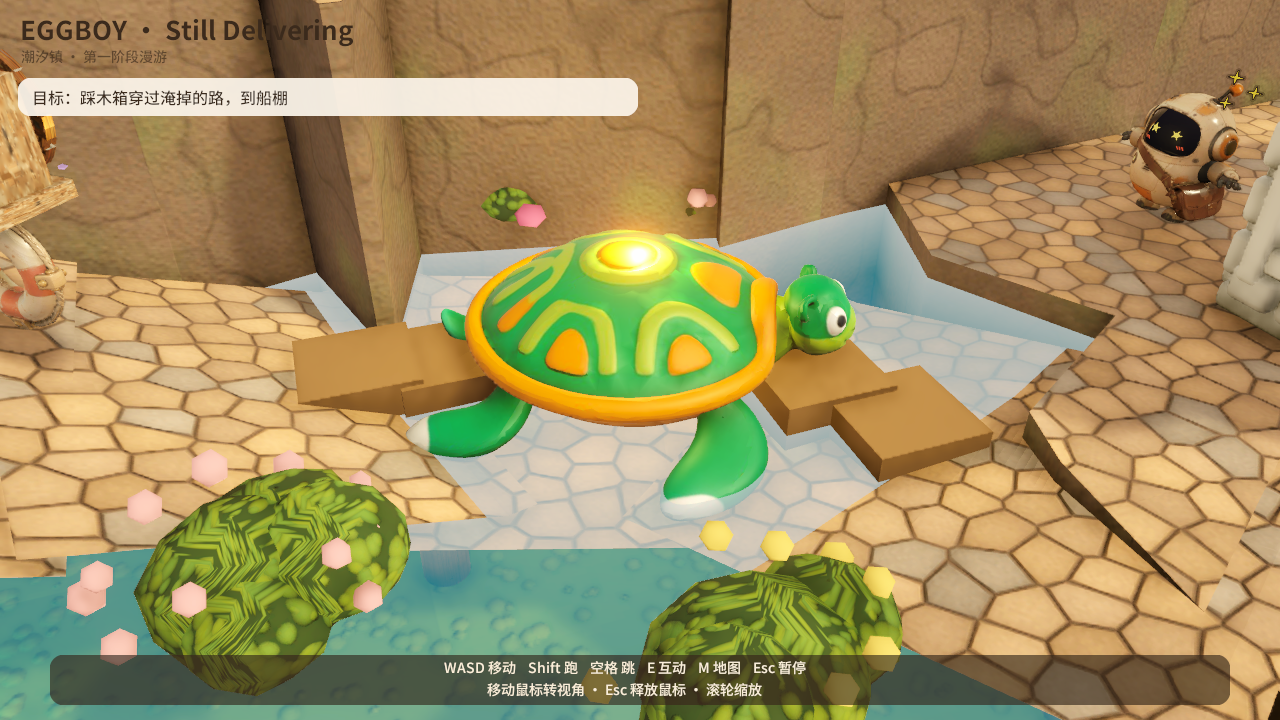 EGGBOY • Still Delivering
潮汐镇 • 第一阶段漫游
目标：踩木箱穿过淹掉的路，到船棚
WASD 移动 Shift 跑 空格 跳 E 互动 M 地图 Esc 暂停
移动鼠标转视角 • Esc 释放鼠标 • 滚轮缩放